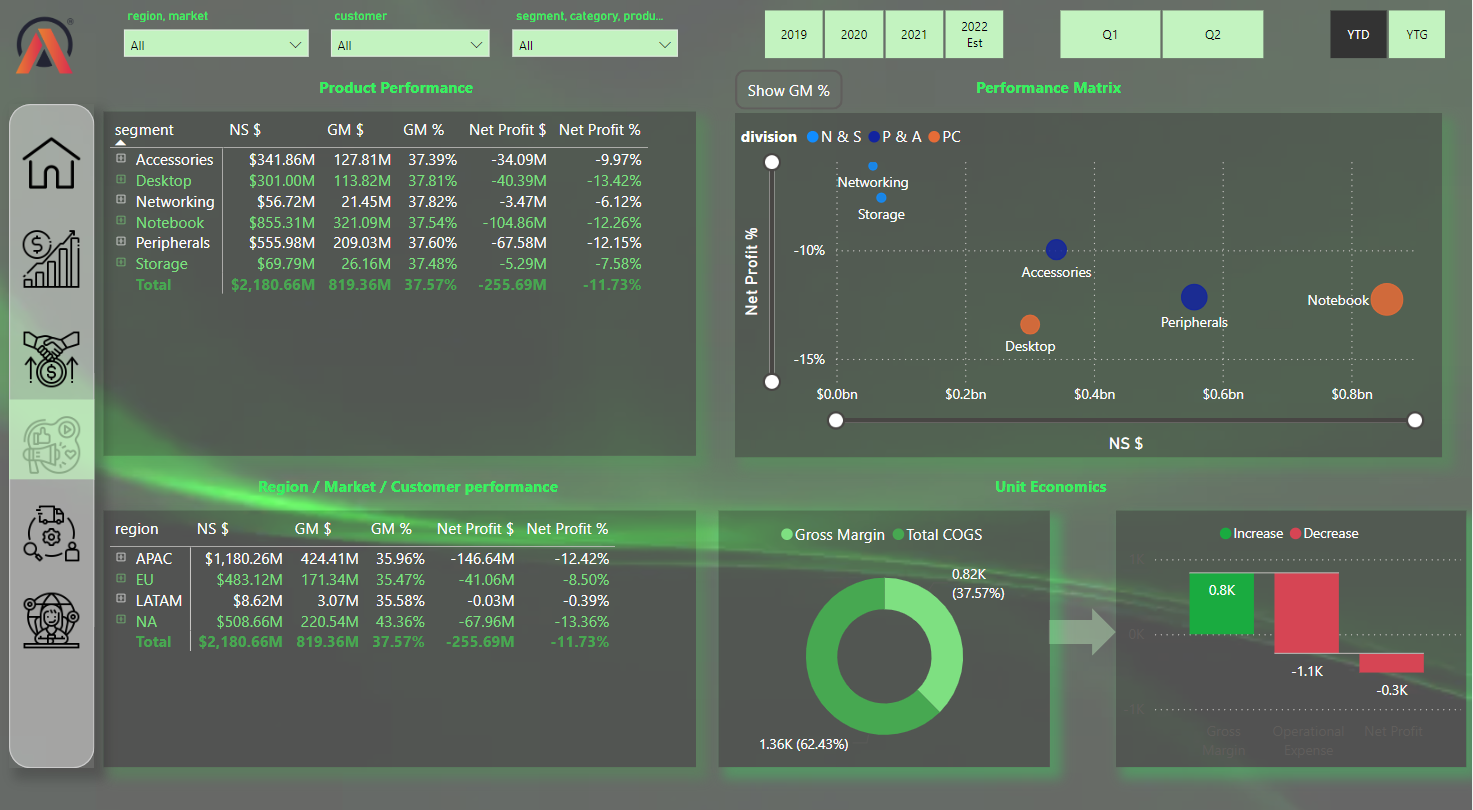 region, market
customer
segment, category, produ...
All
All
All
2019
2020
2021
2022
Est
Q1
Q2
YTD
YTG
Product Performance
segment NS $ GM $ GM % Net Profit $ Net Profit %
Accessories $341.86M 127.81M 37.39% -34.09M -9.97%
Desktop $301.00M 113.82M 37.81% -40.39M -13.42%
Networking $56.72M 21.45M 37.82% -3.47M -6.12%
Notebook $855.31M 321.09M 37.54% -104.86M -12.26%
Peripherals $555.98M 209.03M 37.60% -67.58M -12.15%
Storage $69.79M 26.16M 37.48% -5.29M -7.58%
Total $2,180.66M 819.36M 37.57% -255.69M -11.73%
Show GM %
Performance Matrix
division N & S P & A PC
Networking
Storage
Accessories
Notebook
Peripherals
Desktop
Net Profit %
-10%
-15%
$0.0bn $0.2bn $0.4bn $0.6bn $0.8bn
NS $
Region / Market / Customer performance
region NS $ GM $ GM % Net Profit $ Net Profit %
APAC $1,180.26M 424.41M 35.96% -146.64M -12.42%
EU $483.12M 171.34M 35.47% -41.06M -8.50%
LATAM $8.62M 3.07M 35.58% -0.03M -0.39%
NA $508.66M 220.54M 43.36% -67.96M -13.36%
Total $2,180.66M 819.36M 37.57% -255.69M -11.73%
Unit Economics
Gross Margin Total COGS
0.82K
(37.57%)
1.36K (62.43%)
Increase Decrease
1K
0K
-1K
0.8K
-1.1K
-0.3K
Gross
Margin
Operational
Expense
Net Profit